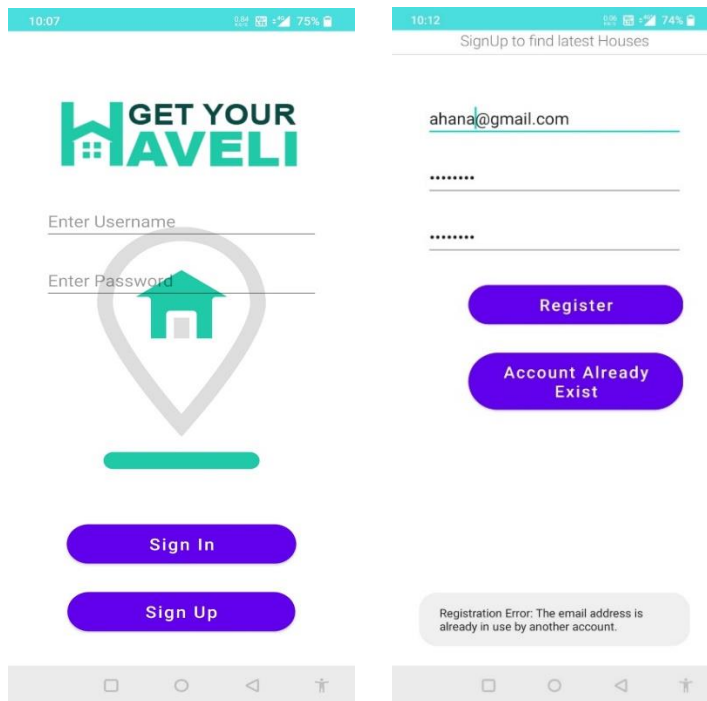 10:07
0.84 75%
GET YOUR
HAVELI
Enter Username
Enter Password
Sign In
Sign Up
10:12
74%
SignUp to find latest Houses
ahana@gmail.com
••••••••
••••••••
Register
Account Already
Exist
Registration Error: The email address is
already in use by another account.